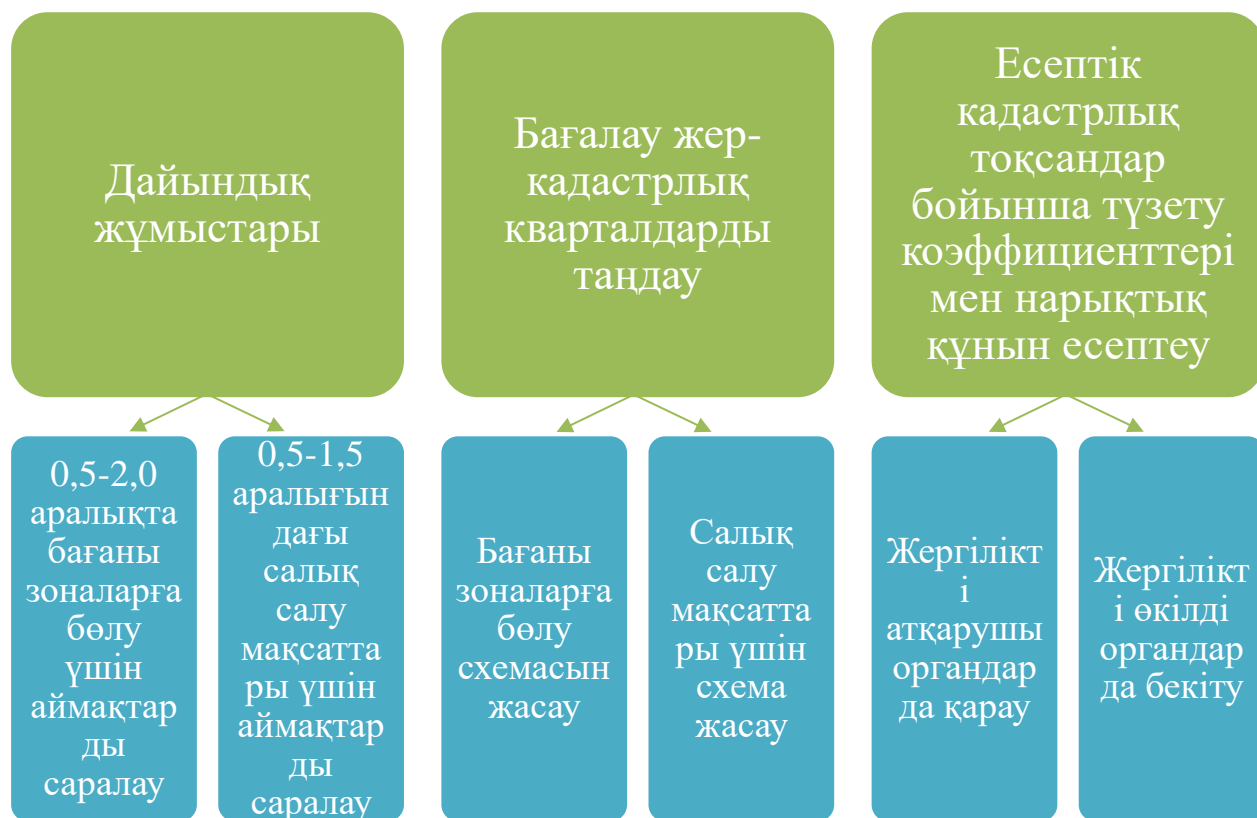 Дайындық
жұмыстары
Бағалау жер-
кадастрлық
кварталдарды
таңдау
Есептік
кадастрлық
тоқсандар
бойынша түзету
коэффициенттері
мен нарықтық
құнын есептеу
0,5-2,0
аралықта
бағаны
зоналарға
бөлу
үшін
аймақтар
ды
саралау
0,5-1,5
аралығын
дағы
салық
салу
мақсатта
ры үшін
аймақтар
ды
саралау
Бағаны
зоналарға
бөлу
схемасын
жасау
Салық
салу
мақсатта
ры үшін
схема
жасау
Жергілікт
і
атқарушы
органдар
да қарау
Жергілікт
і өкілді
органдар
да бекіту